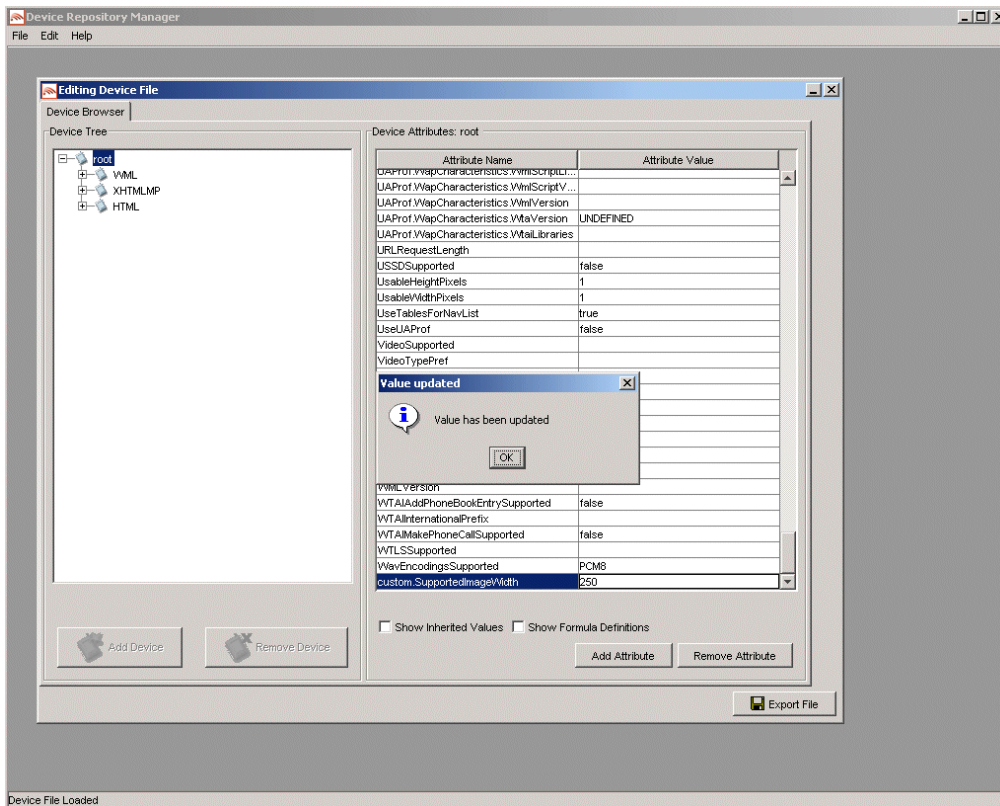 Device Repository Manager
File Edit Help
Editing Device File
Device Browser
Device Tree
root
WML
XHTMLMP
HTML
Add Device
Remove Device
Device Attributes: root
Attribute Name Attribute Value
UAProf.WapCharacteristics.WmlScriptLi...
UAProf.WapCharacteristics.WmlScriptV...
UAProf.WapCharacteristics.WmlVersion
UAProf.WapCharacteristics.WtaVersion UNDEFINED
UAProf.WapCharacteristics.WtaiLibraries
URLRequestLength
USSDSupported false
UsableHeightPixels 1
UsableWidthPixels 1
UseTablesForNavList true
UseUAProf false
VideoSupported
VideoTypePref
Value updated
Value has been updated
OK
WMLVersion
WTAIAddPhoneBookEntrySupported false
WTAIInternationalPrefix
WTAIMakePhoneCallSupported false
WTLSSupported
WavEncodingsSupported PCM8
custom.SupportedImageWidth 250
Show Inherited Values Show Formula Definitions
Add Attribute Remove Attribute
Export File
Device File Loaded